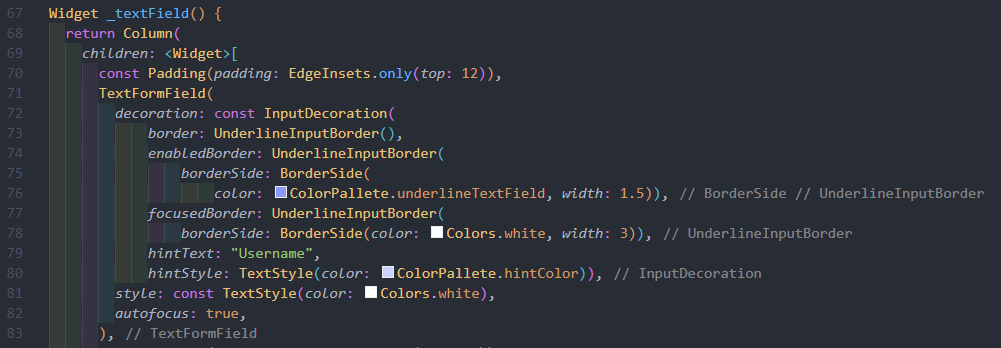 67 Widget _textField() {
68 return Column(
69 children: <Widget>[
70 const Padding(padding: EdgeInsets.only(top: 12)),
71 TextFormField(
72 decoration: const InputDecoration(
73 border: UnderlineInputBorder(),
74 enabledBorder: UnderlineInputBorder(
75 borderSide: BorderSide(
76 color: ColorPallete.underlineTextField, width: 1.5)), // BorderSide // UnderlineInputBorder
77 focusedBorder: UnderlineInputBorder(
78 borderSide: BorderSide(color: Colors.white, width: 3)), // UnderlineInputBorder
79 hintText: "Username",
80 hintStyle: TextStyle(color: ColorPallete.hintColor)), // InputDecoration
81 style: const TextStyle(color: Colors.white),
82 autofocus: true,
83 ), // TextFormField